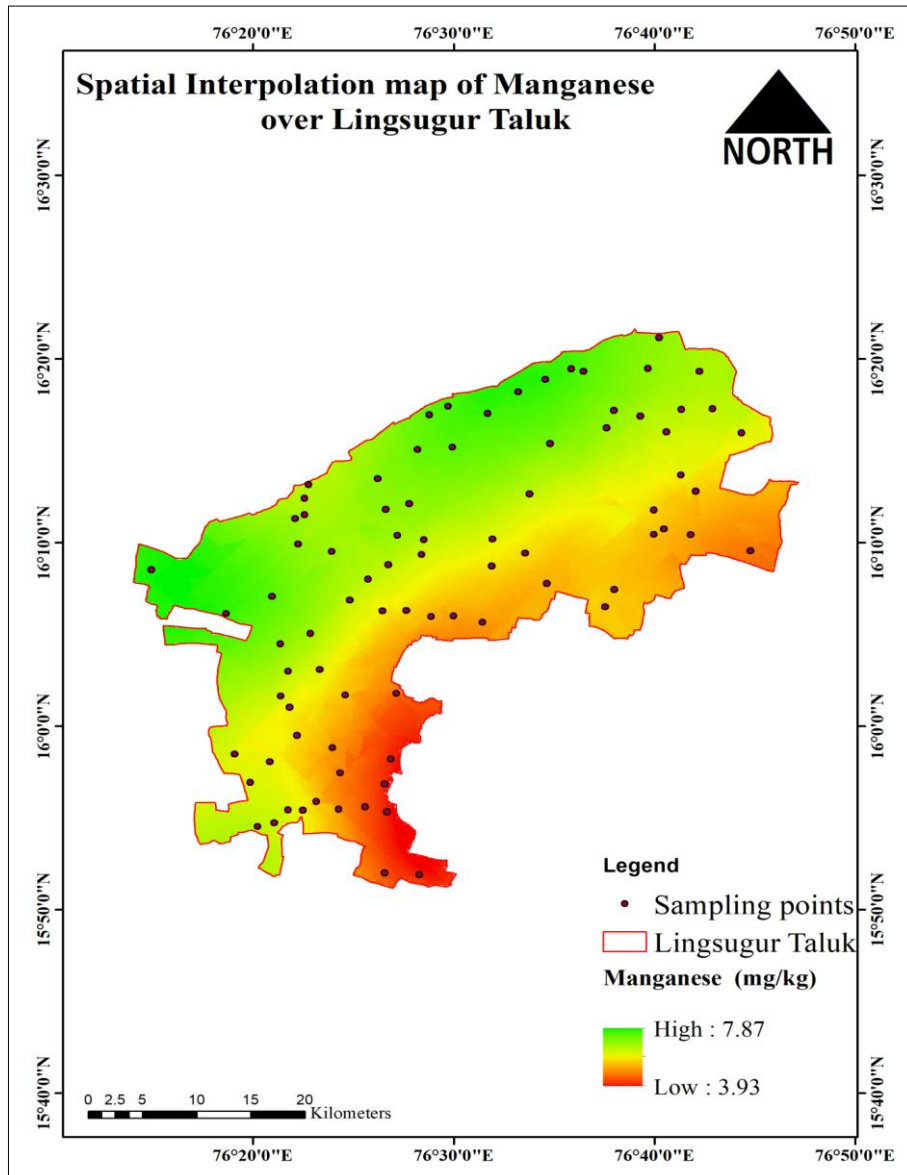 76°20'0"E 76°30'0"E 76°40'0"E 76°50'0"E
Spatial Interpolation map of Manganese
over Lingsugur Taluk
NORTH
16°30'0"N 16°30'0"N
16°20'0"N 16°20'0"N
16°10'0"N 16°10'0"N
16°0'0"N 16°0'0"N
15°50'0"N 15°50'0"N
15°40'0"N 15°40'0"N
Legend
Sampling points
Lingsugur Taluk
Manganese (mg/kg)
High : 7.87
Low : 3.93
0 2.5 5 10 15 20
Kilometers
76°20'0"E 76°30'0"E 76°40'0"E 76°50'0"E